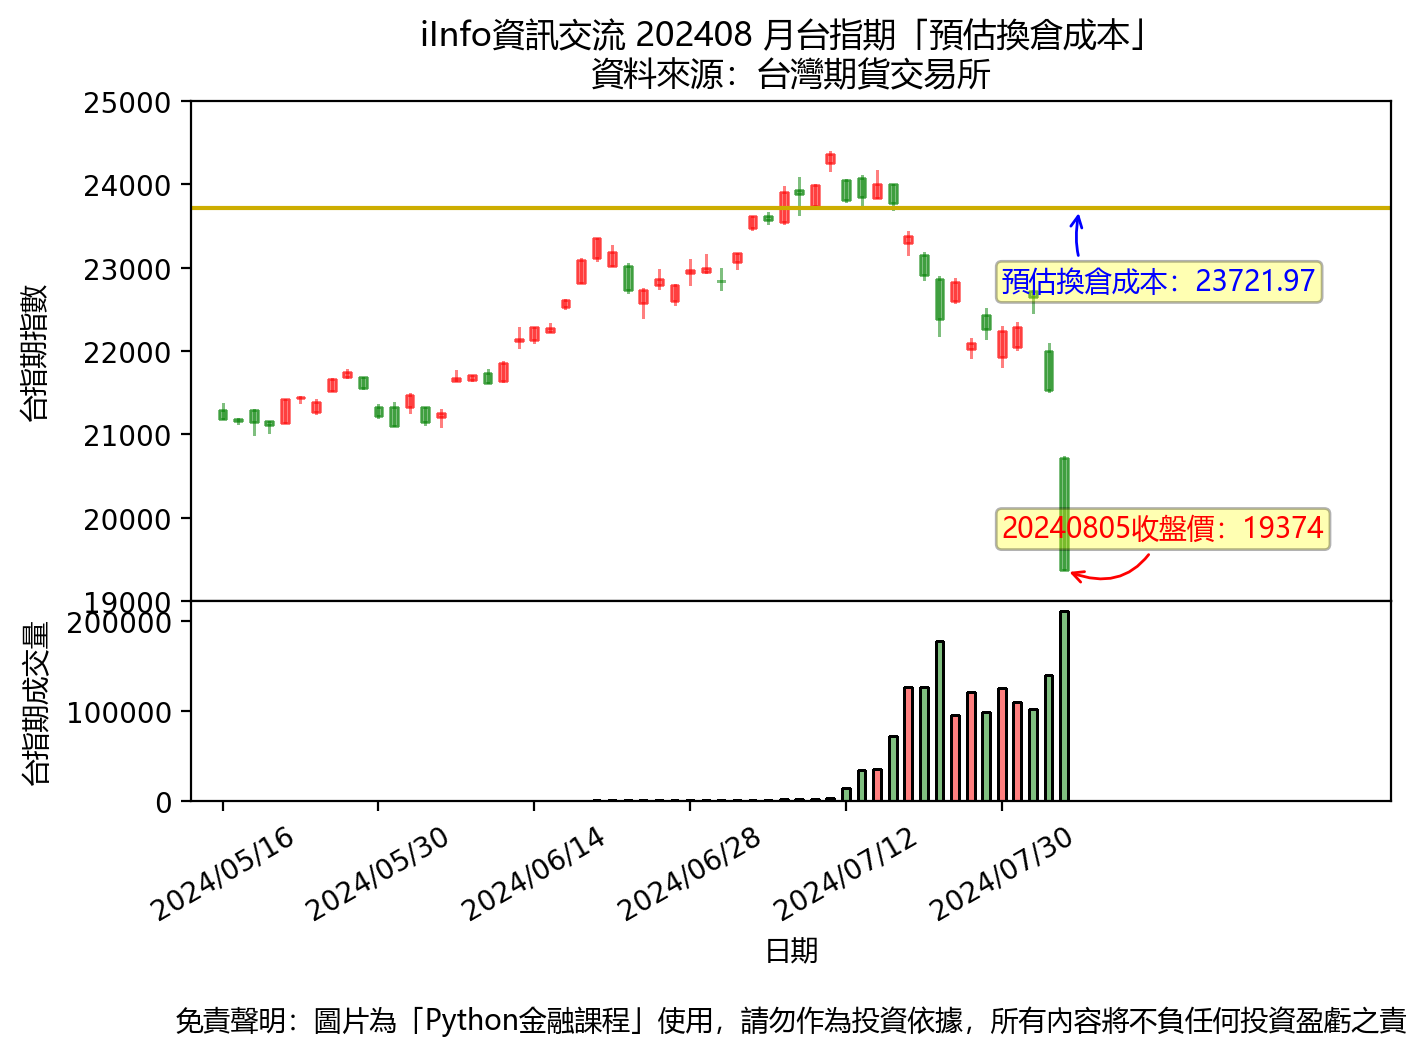 iInfo資訊交流 202408 月台指期「預估換倉成本」
資料來源：台灣期貨交易所
25000
24000
23000
22000
21000
20000
19000
台指期指數
預估換倉成本：23721.97
20240805收盤價：19374
200000
100000
0
台指期成交量
2024/05/16
2024/05/30
2024/06/14
2024/06/28
2024/07/12
2024/07/30
日期
免責聲明：圖片為「Python金融課程」使用，請勿作為投資依據，所有內容將不負任何投資盈虧之責